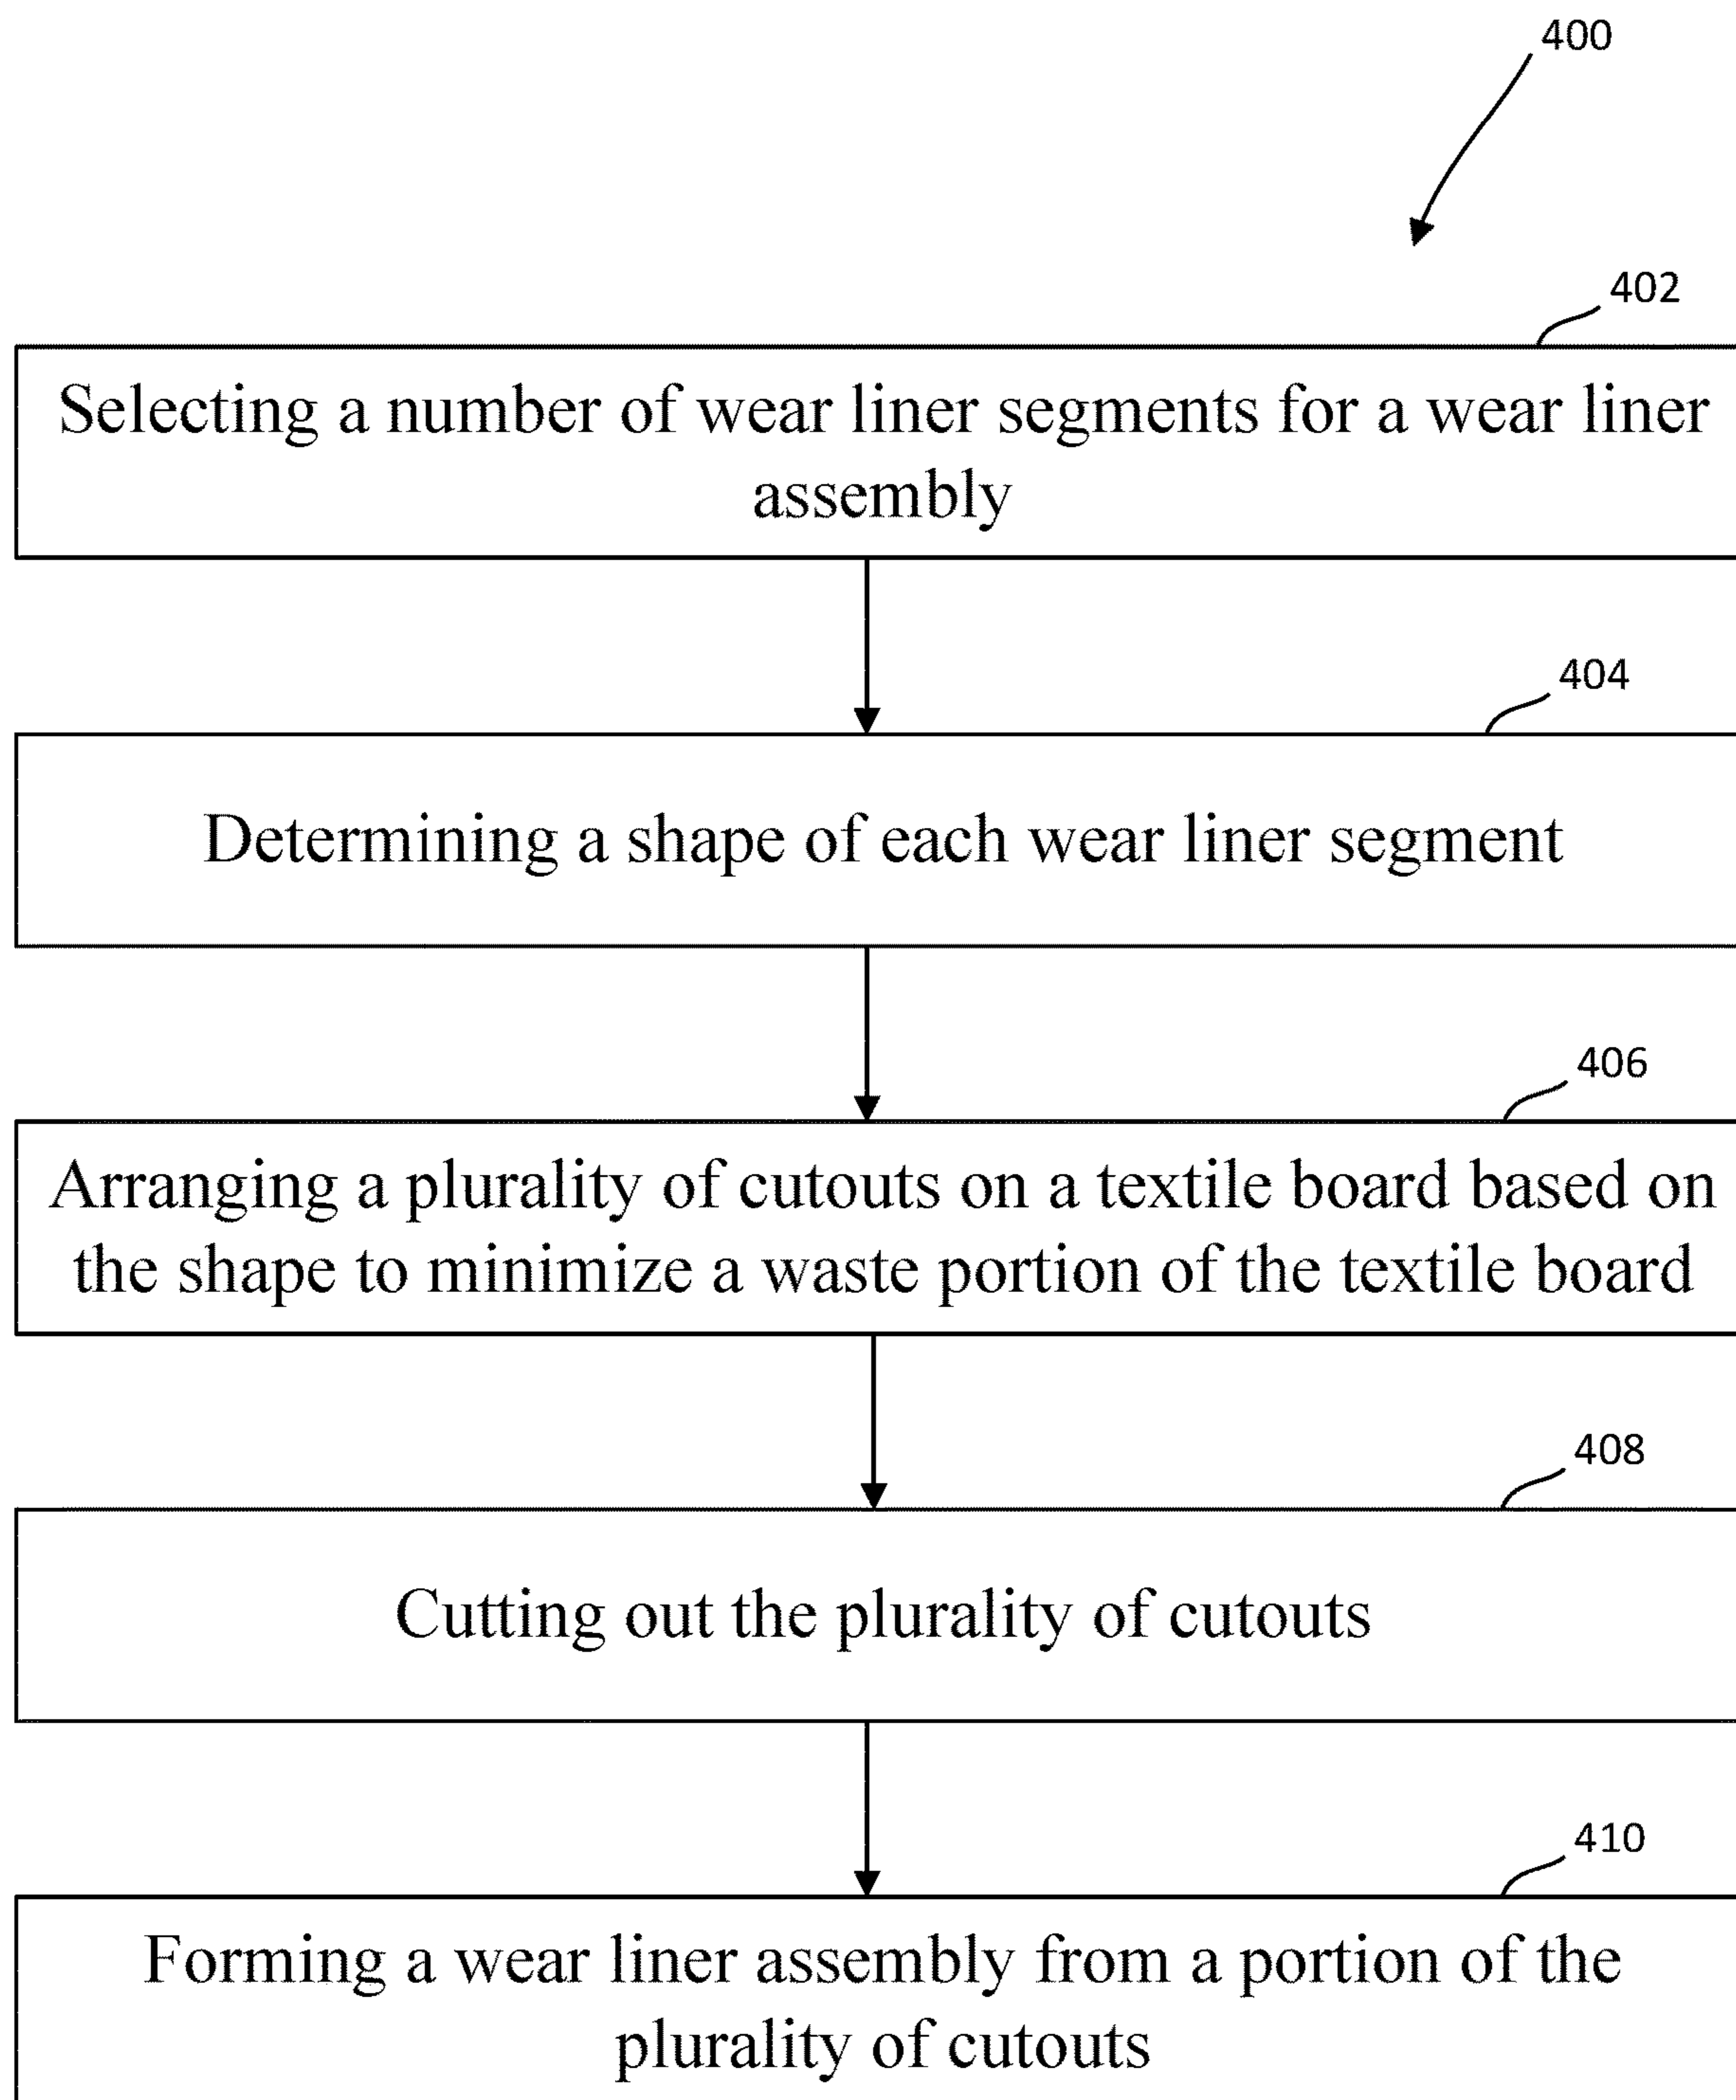 400
402
Selecting a number of wear liner segments for a wear liner
assembly
404
Determining a shape of each wear liner segment
406
Arranging a plurality of cutouts on a textile board based on
the shape to minimize a waste portion of the textile board
408
Cutting out the plurality of cutouts
410
Forming a wear liner assembly from a portion of the
plurality of cutouts